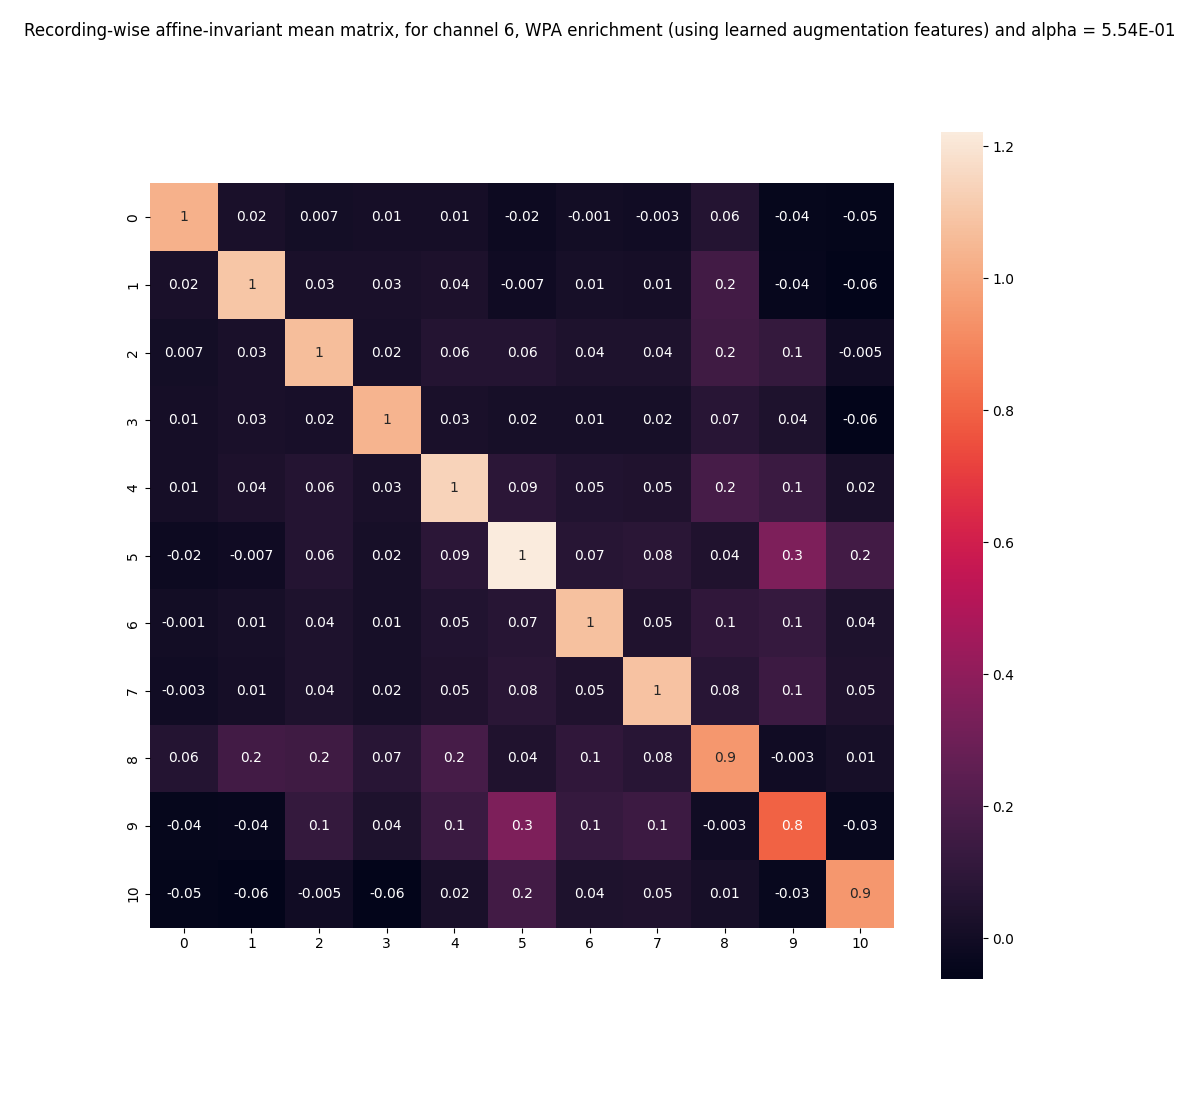 Recording-wise affine-invariant mean matrix, for channel 6, WPA enrichment (using learned augmentation features) and alpha = 5.54E-01
0 1 0.02 0.007 0.01 0.01 -0.02 -0.001 -0.003 0.06 -0.04 -0.05
1 0.02 1 0.03 0.03 0.04 -0.007 0.01 0.01 0.2 -0.04 -0.06
2 0.007 0.03 1 0.02 0.06 0.06 0.04 0.04 0.2 0.1 -0.005
3 0.01 0.03 0.02 1 0.03 0.02 0.01 0.02 0.07 0.04 -0.06
4 0.01 0.04 0.06 0.03 1 0.09 0.05 0.05 0.2 0.1 0.02
5 -0.02 -0.007 0.06 0.02 0.09 1 0.07 0.08 0.04 0.3 0.2
6 -0.001 0.01 0.04 0.01 0.05 0.07 1 0.05 0.1 0.1 0.04
7 -0.003 0.01 0.04 0.02 0.05 0.08 0.05 1 0.08 0.1 0.05
8 0.06 0.2 0.2 0.07 0.2 0.04 0.1 0.08 0.9 -0.003 0.01
9 -0.04 -0.04 0.1 0.04 0.1 0.3 0.1 0.1 -0.003 0.8 -0.03
10 -0.05 -0.06 -0.005 -0.06 0.02 0.2 0.04 0.05 0.01 -0.03 0.9
0 1 2 3 4 5 6 7 8 9 10
1.2
1.0
0.8
0.6
0.4
0.2
0.0